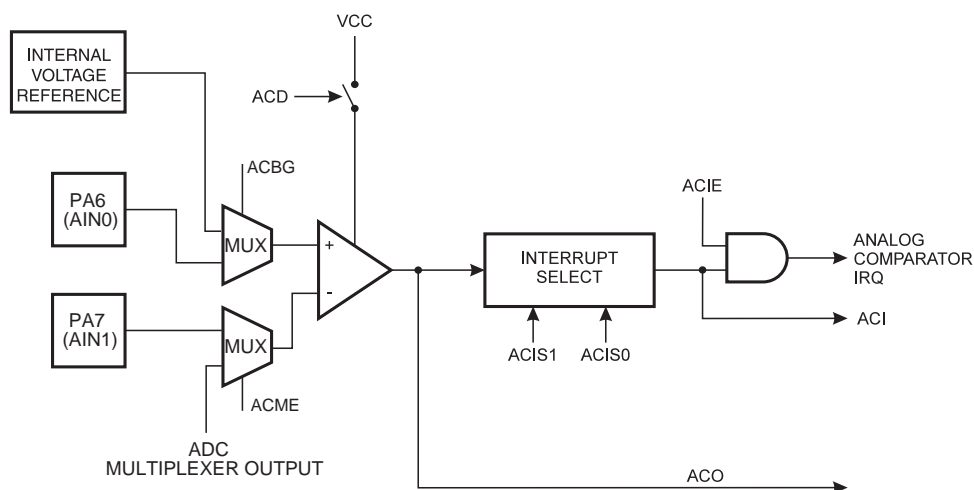 VCC
INTERNAL
VOLTAGE
REFERENCE
ACD
ACBG
PA6
(AIN0)
MUX
+
-
ACIE
INTERRUPT
SELECT
ANALOG
COMPARATOR
IRQ
PA7
(AIN1)
MUX
ACI
ACIS1
ACIS0
ACME
ADC
MULTIPLEXER OUTPUT
ACO